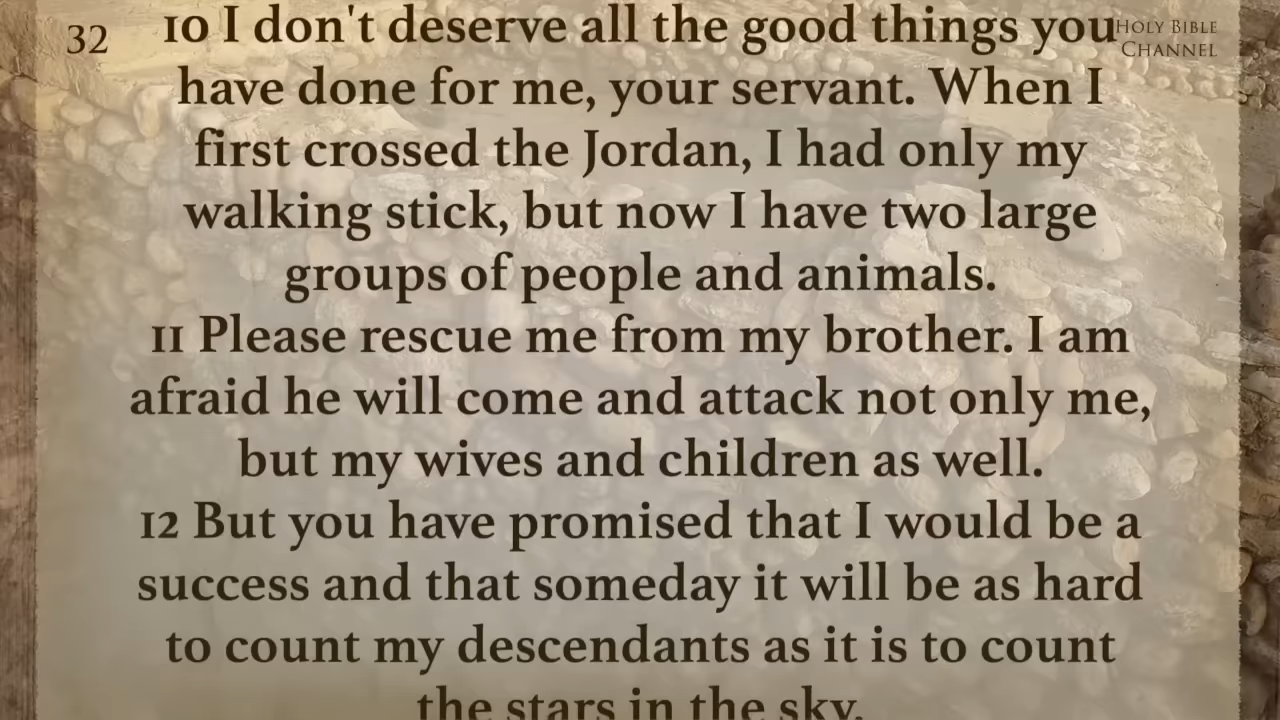 32
HOLY BIBLE
CHANNEL
10 I don't deserve all the good things you
have done for me, your servant. When I
first crossed the Jordan, I had only my
walking stick, but now I have two large
groups of people and animals.
11 Please rescue me from my brother. I am
afraid he will come and attack not only me,
but my wives and children as well.
12 But you have promised that I would be a
success and that someday it will be as hard
to count my descendants as it is to count
the stars in the sky.